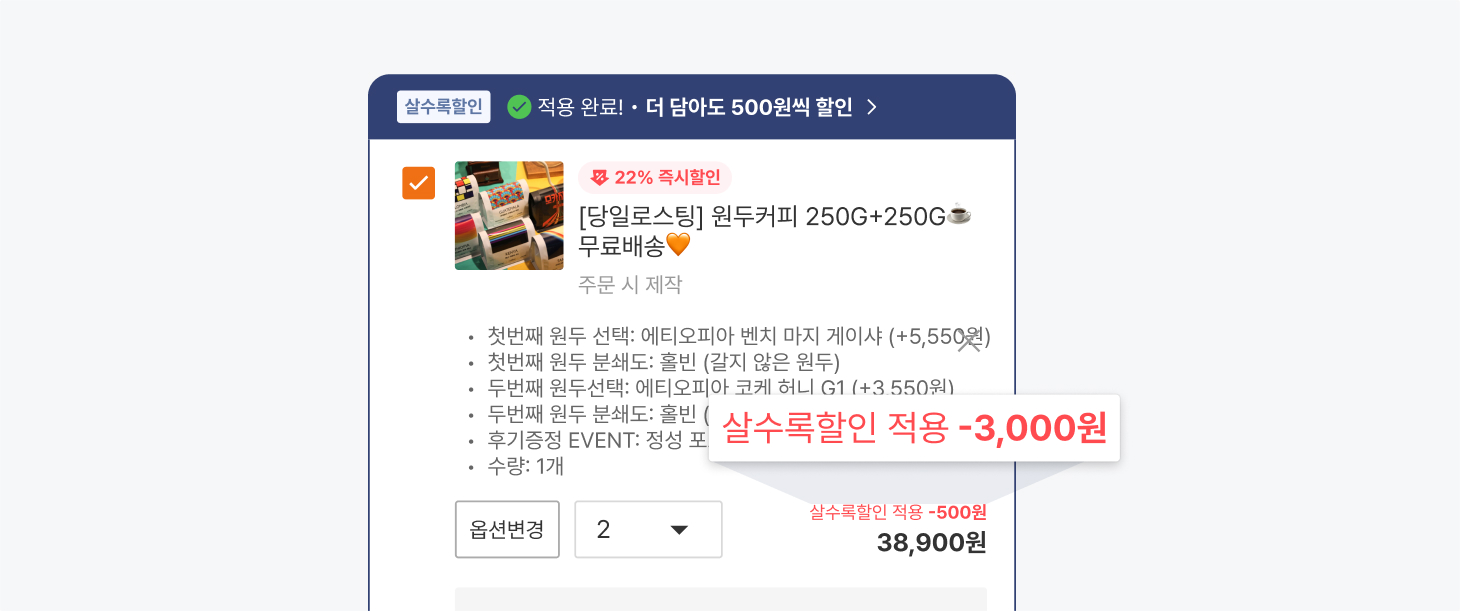 살수록할인 적용 완료! • 더 담아도 500원씩 할인
22% 즉시할인
[당일로스팅] 원두커피 250G+250G☕
무료배송🧡
주문 시 제작
• 첫번째 원두 선택: 에티오피아 벤치 마지 게이샤 (+5,550원)
• 첫번째 원두 분쇄도: 홀빈 (갈지 않은 원두)
• 두번째 원두선택: 에티오피아 코케 허니 G1 (+3,550원)
• 두번째 원두 분쇄도: 홀빈 (
살수록할인 적용 -3,000원
• 후기증정 EVENT: 정성 포
• 수량: 1개
옵션변경
2
살수록할인 적용 -500원
38,900원